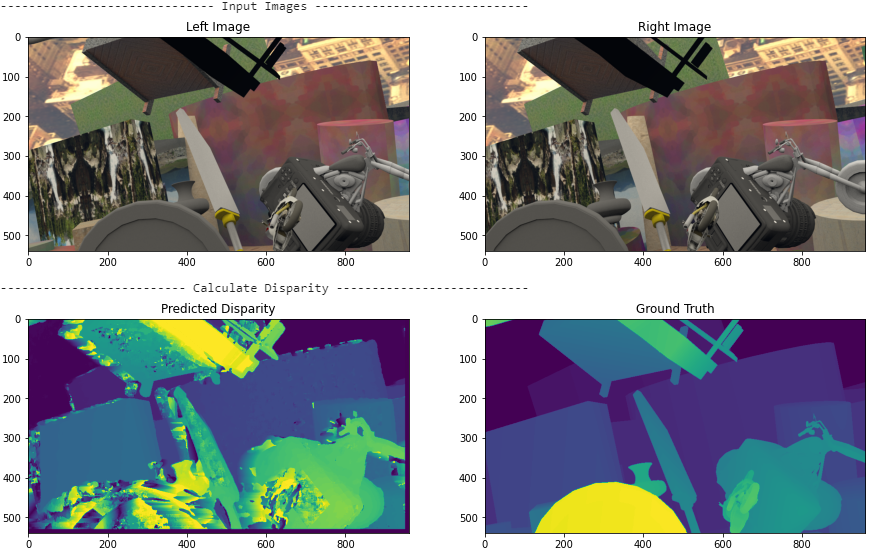 ------------------------- Input Images -------------------------
Left Image
Right Image
0
100
200
300
400
500
0 200 400 600 800
0
100
200
300
400
500
0 200 400 600 800
-------------------------- Calculate Disparity -----------------------
Predicted Disparity
Ground Truth
0
100
200
300
400
500
0 200 400 600 800
0
100
200
300
400
500
0 200 400 600 800